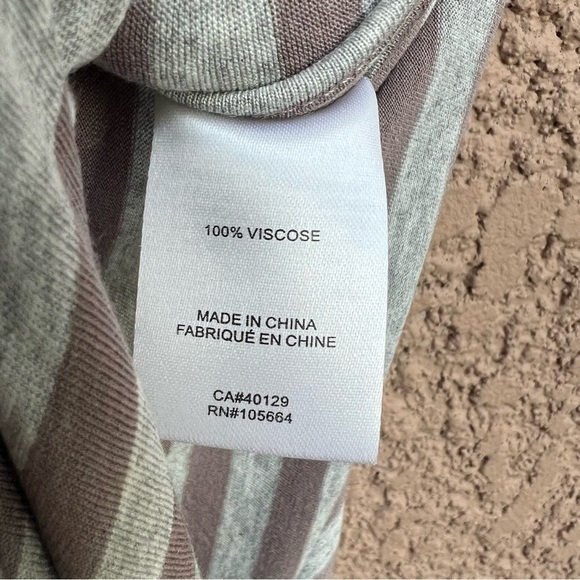 100% VISCOSE
MADE IN CHINA
FABRIQUÉ EN CHINE
CA#40129
RN#105664